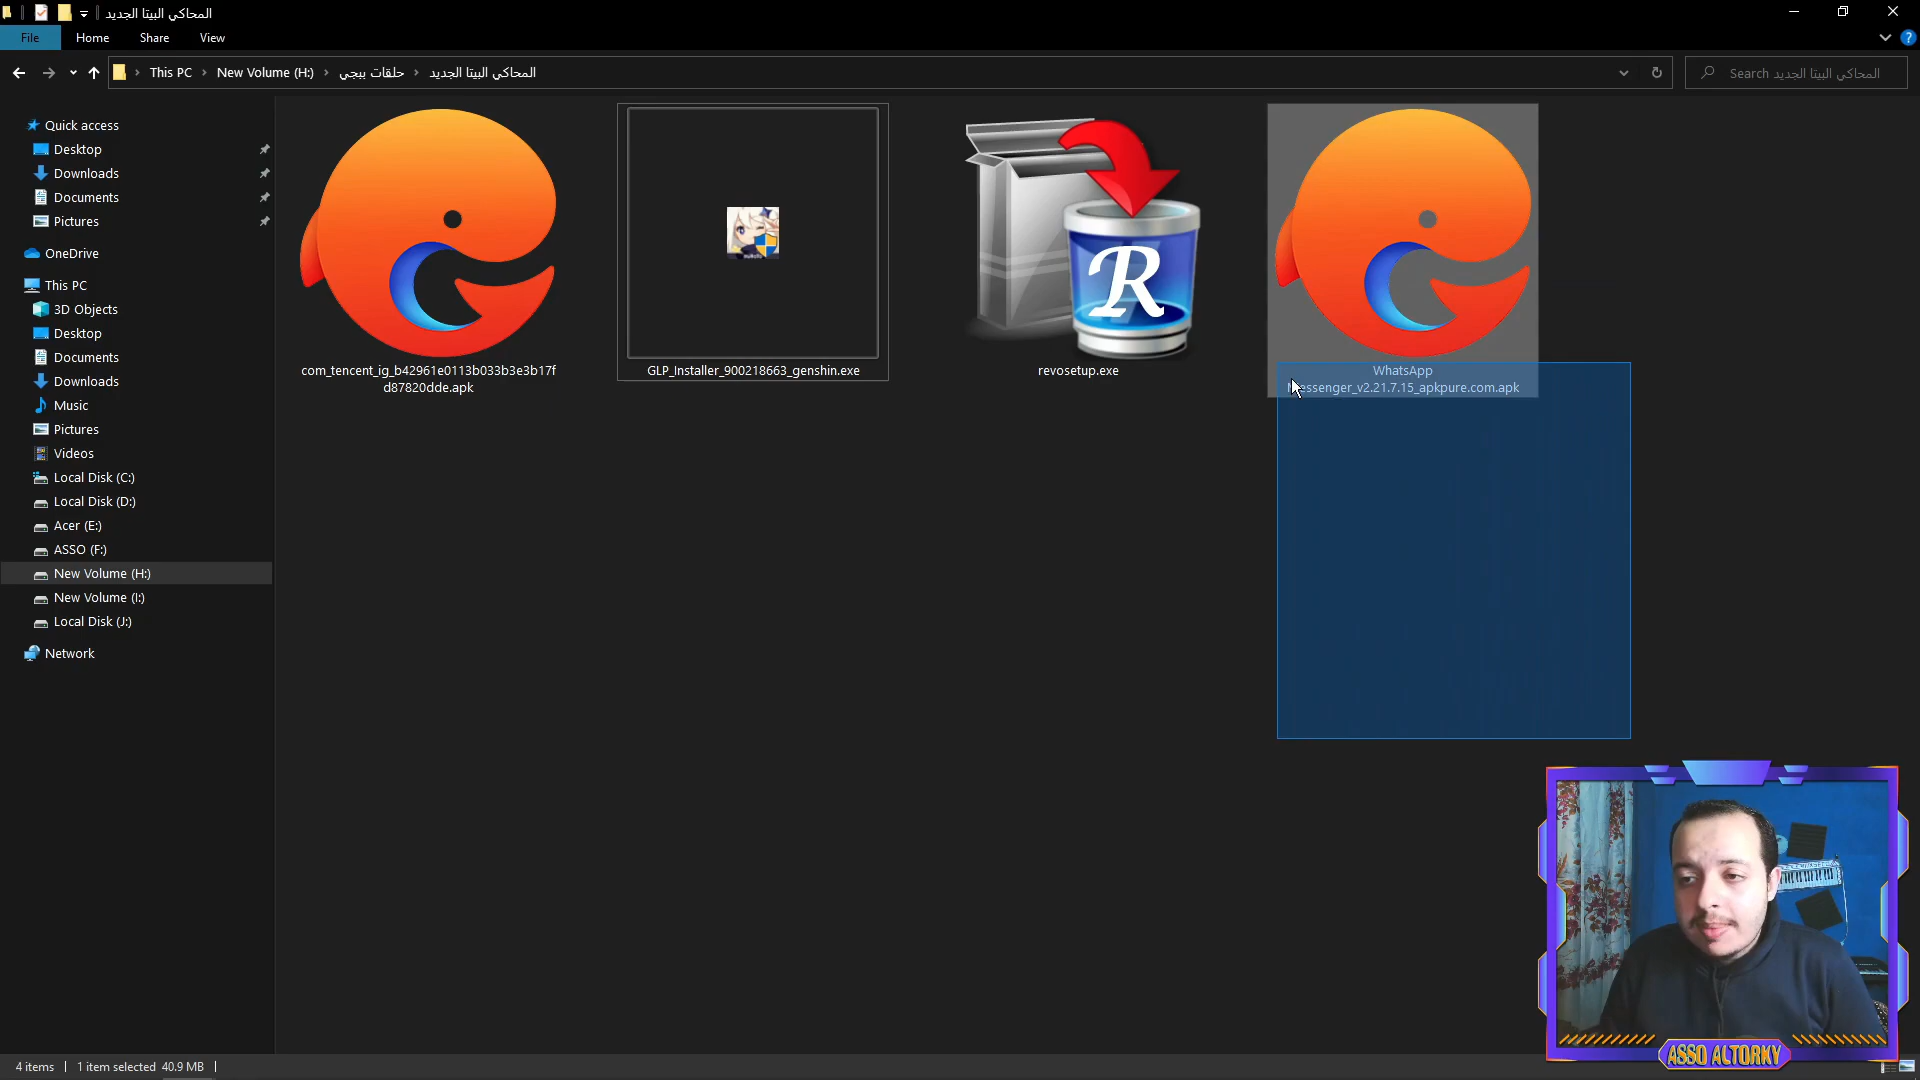 المحاكي البيتا الجديد
File
Home
Share
View
This PC
New Volume (H:)
حلقات ببجي
المحاكي البيتا الجديد
Search المحاكي البيتا الجديد
Quick access
Desktop
Downloads
Documents
Pictures
OneDrive
This PC
3D Objects
Desktop
Documents
Downloads
Music
Pictures
Videos
Local Disk (C:)
Local Disk (D:)
Acer (E:)
ASSO (F:)
New Volume (H:)
New Volume (I:)
Local Disk (J:)
Network
com_tencent_ig_b42961e0113b033b3e3b17f
d87820dde.apk
GLP_Installer_900218663_genshin.exe
R
revosetup.exe
WhatsApp
Messenger_v2.21.7.15_apkpure.com.apk
4 items
1 item selected 40.9 MB
ASSO ALTORKY